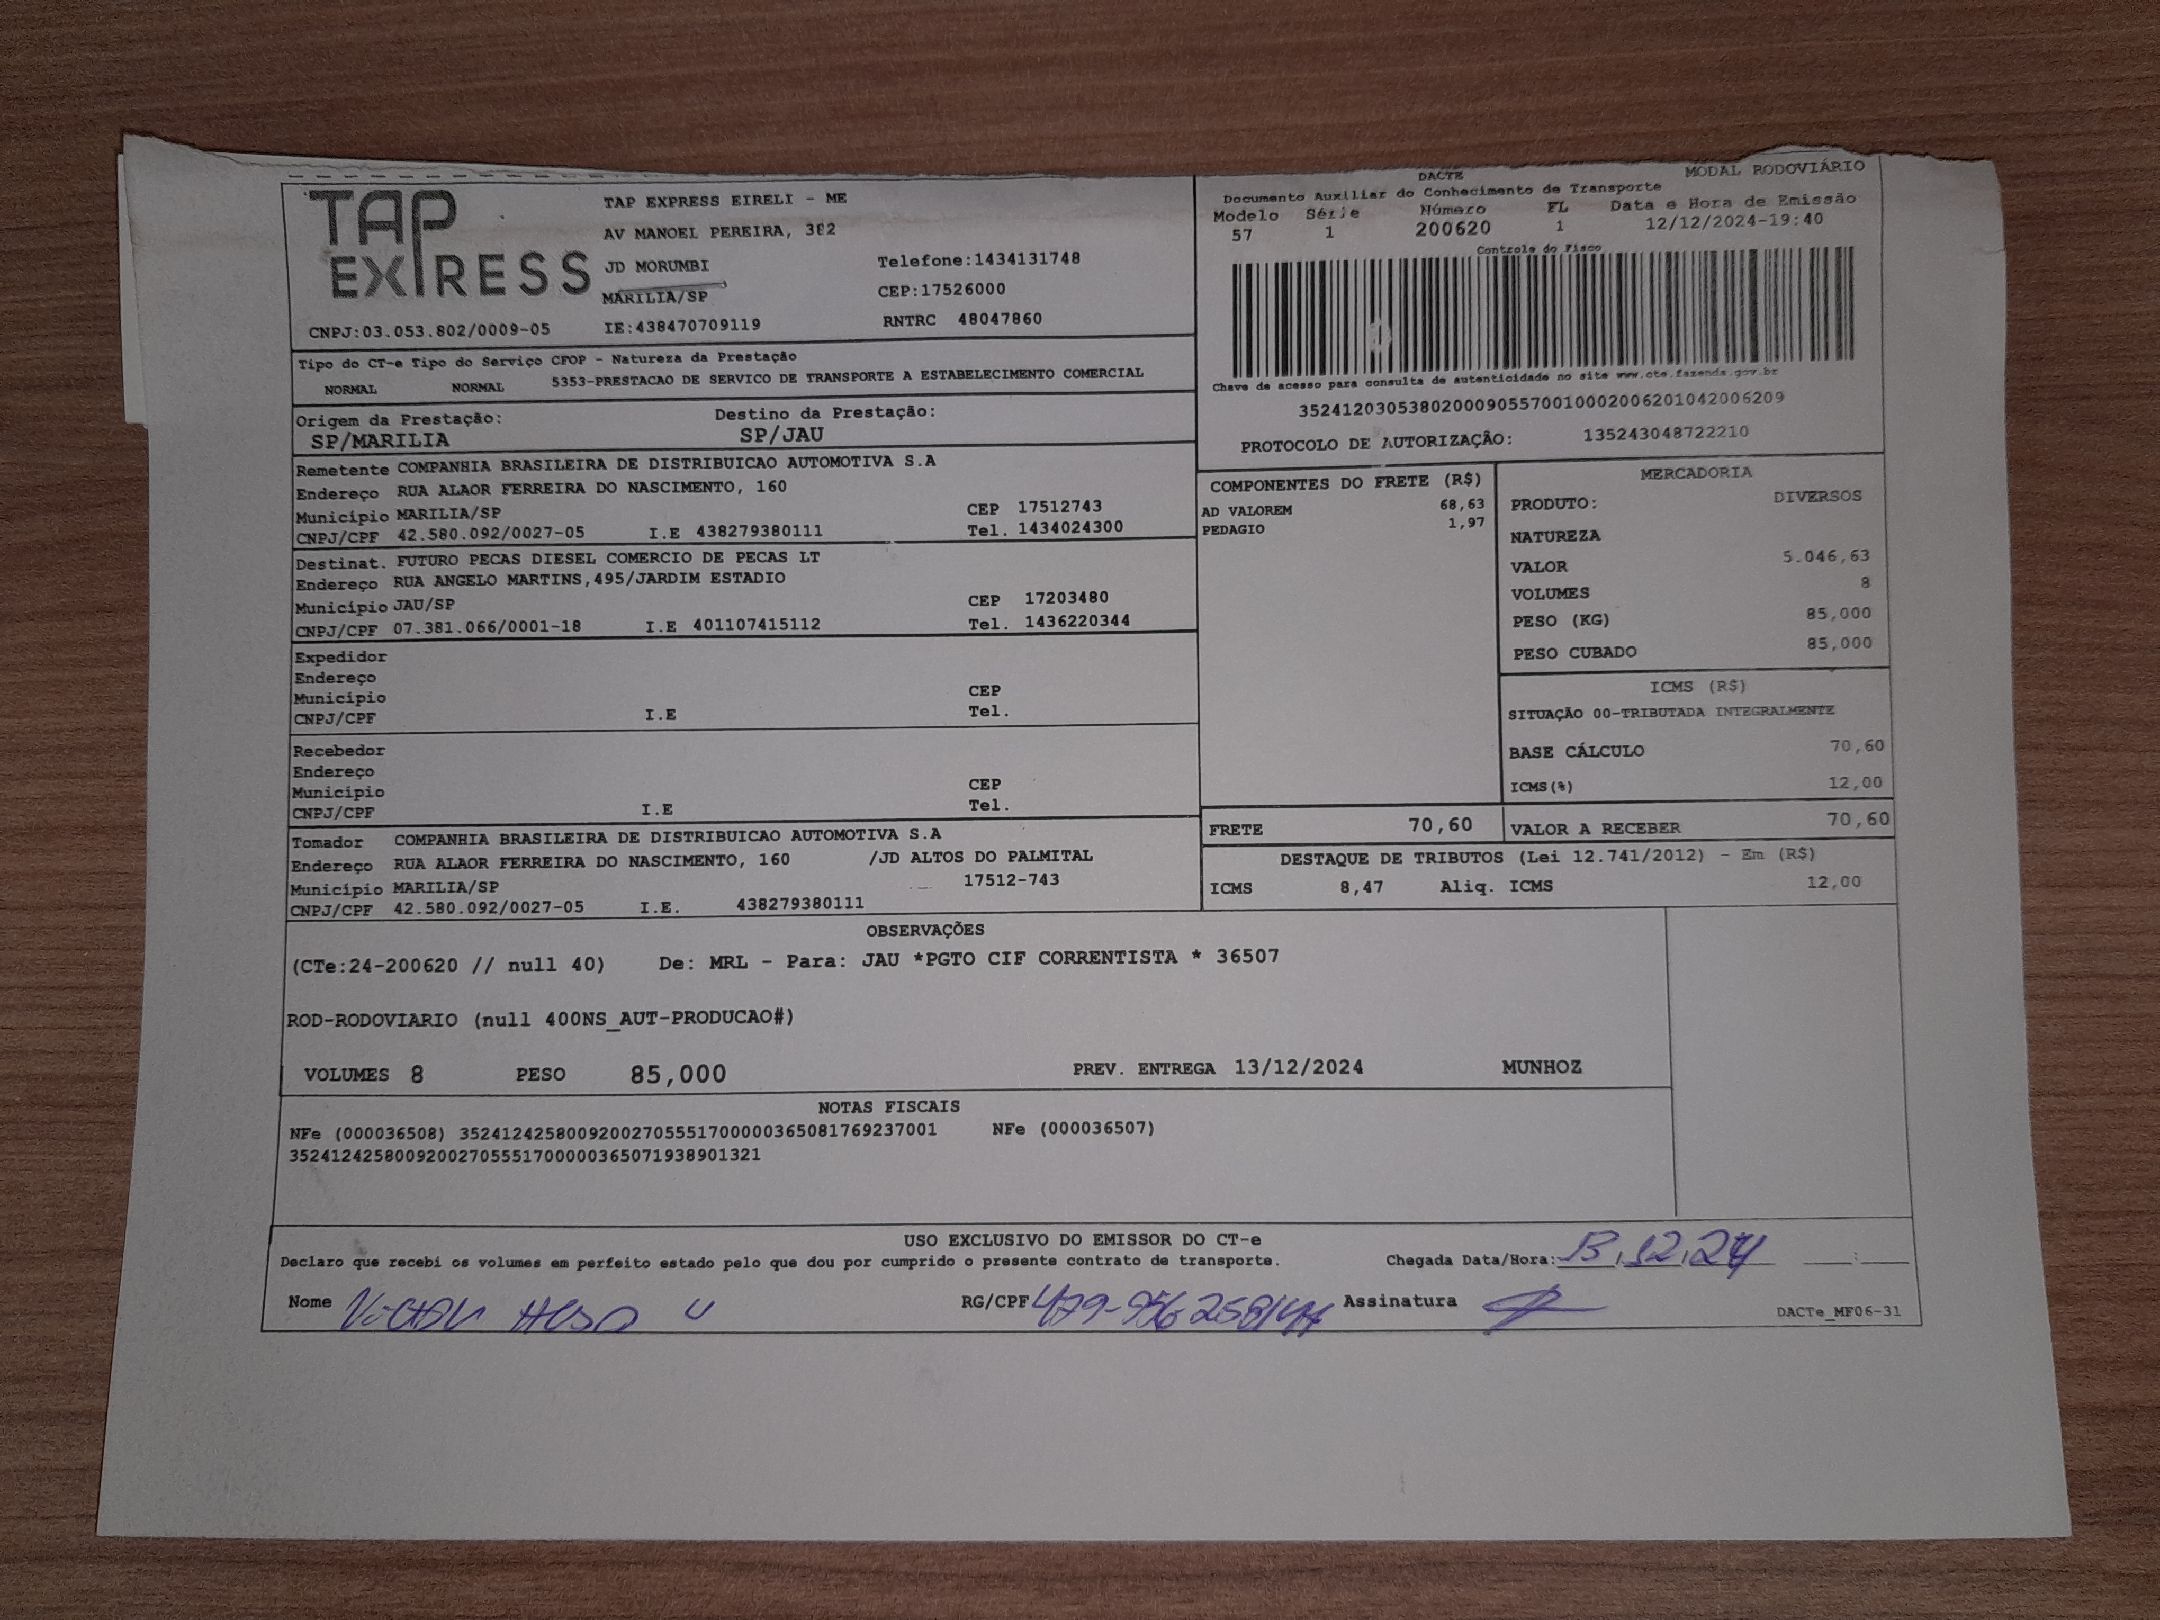 TAP EXPRESS
TAP EXPRESS EIRELI - ME
AV MANOEL PEREIRA, 382
JD MORUMBI Telefone:1434131748
MARILIA/SP CEP:17526000
CNPJ:03.053.802/0009-05 IE:438470709119 RNTRC 48047860
DACTE MODAL RODOVIÁRIO
Documento Auxiliar do Conhecimento de Transporte
Modelo Série Número FL Data e Hora de Emissão
57 1 200620 1 12/12/2024-19:40
Controle do Fisco
Chave de acesso para consulta de autenticidade no site www.cte.fazenda.gov.br
35241203053802000905570010002006201042006209
PROTOCOLO DE AUTORIZAÇÃO: 135243048722210
Tipo do CT-e Tipo do Serviço CFOP - Natureza da Prestação
NORMAL NORMAL 5353-PRESTACAO DE SERVICO DE TRANSPORTE A ESTABELECIMENTO COMERCIAL
Origem da Prestação: Destino da Prestação:
SP/MARILIA SP/JAU
Remetente COMPANHIA BRASILEIRA DE DISTRIBUICAO AUTOMOTIVA S.A
Endereço RUA ALAOR FERREIRA DO NASCIMENTO, 160
Município MARILIA/SP CEP 17512743
CNPJ/CPF 42.580.092/0027-05 I.E 438279380111 Tel. 1434024300
Destinat. FUTURO PECAS DIESEL COMERCIO DE PECAS LT
Endereço RUA ANGELO MARTINS,495/JARDIM ESTADIO
Município JAU/SP CEP 17203480
CNPJ/CPF 07.381.066/0001-18 I.E 401107415112 Tel. 1436220344
Expedidor
Endereço
Município CEP
CNPJ/CPF I.E Tel.
Recebedor
Endereço
Município CEP
CNPJ/CPF I.E Tel.
Tomador COMPANHIA BRASILEIRA DE DISTRIBUICAO AUTOMOTIVA S.A
Endereço RUA ALAOR FERREIRA DO NASCIMENTO, 160 /JD ALTOS DO PALMITAL
Município MARILIA/SP 17512-743
CNPJ/CPF 42.580.092/0027-05 I.E. 438279380111
COMPONENTES DO FRETE (R$)
AD VALOREM 68,63
PEDAGIO 1,97
MERCADORIA
PRODUTO: DIVERSOS
NATUREZA
VALOR 5.046,63
VOLUMES 8
PESO (KG) 85,000
PESO CUBADO 85,000
ICMS (R$)
SITUAÇÃO 00-TRIBUTADA INTEGRALMENTE
BASE CÁLCULO 70,60
ICMS(%) 12,00
FRETE 70,60 VALOR A RECEBER 70,60
DESTAQUE DE TRIBUTOS (Lei 12.741/2012) - Em (R$)
ICMS 8,47 Aliq. ICMS 12,00
OBSERVAÇÕES
(CTe:24-200620 // null 40) De: MRL - Para: JAU *PGTO CIF CORRENTISTA * 36507
ROD-RODOVIARIO (null 400NS_AUT-PRODUCAO#)
VOLUMES 8 PESO 85,000 PREV. ENTREGA 13/12/2024 MUNHOZ
NOTAS FISCAIS
NFe (000036508) 35241242580092002705551700000365081769237001 NFe (000036507)
35241242580092002705551700000365071938901321
USO EXCLUSIVO DO EMISSOR DO CT-e
Declaro que recebi os volumes em perfeito estado pelo que dou por cumprido o presente contrato de transporte. Chegada Data/Hora: 13.12.24
Nome RG/CPF Assinatura DACTe_MF06-31